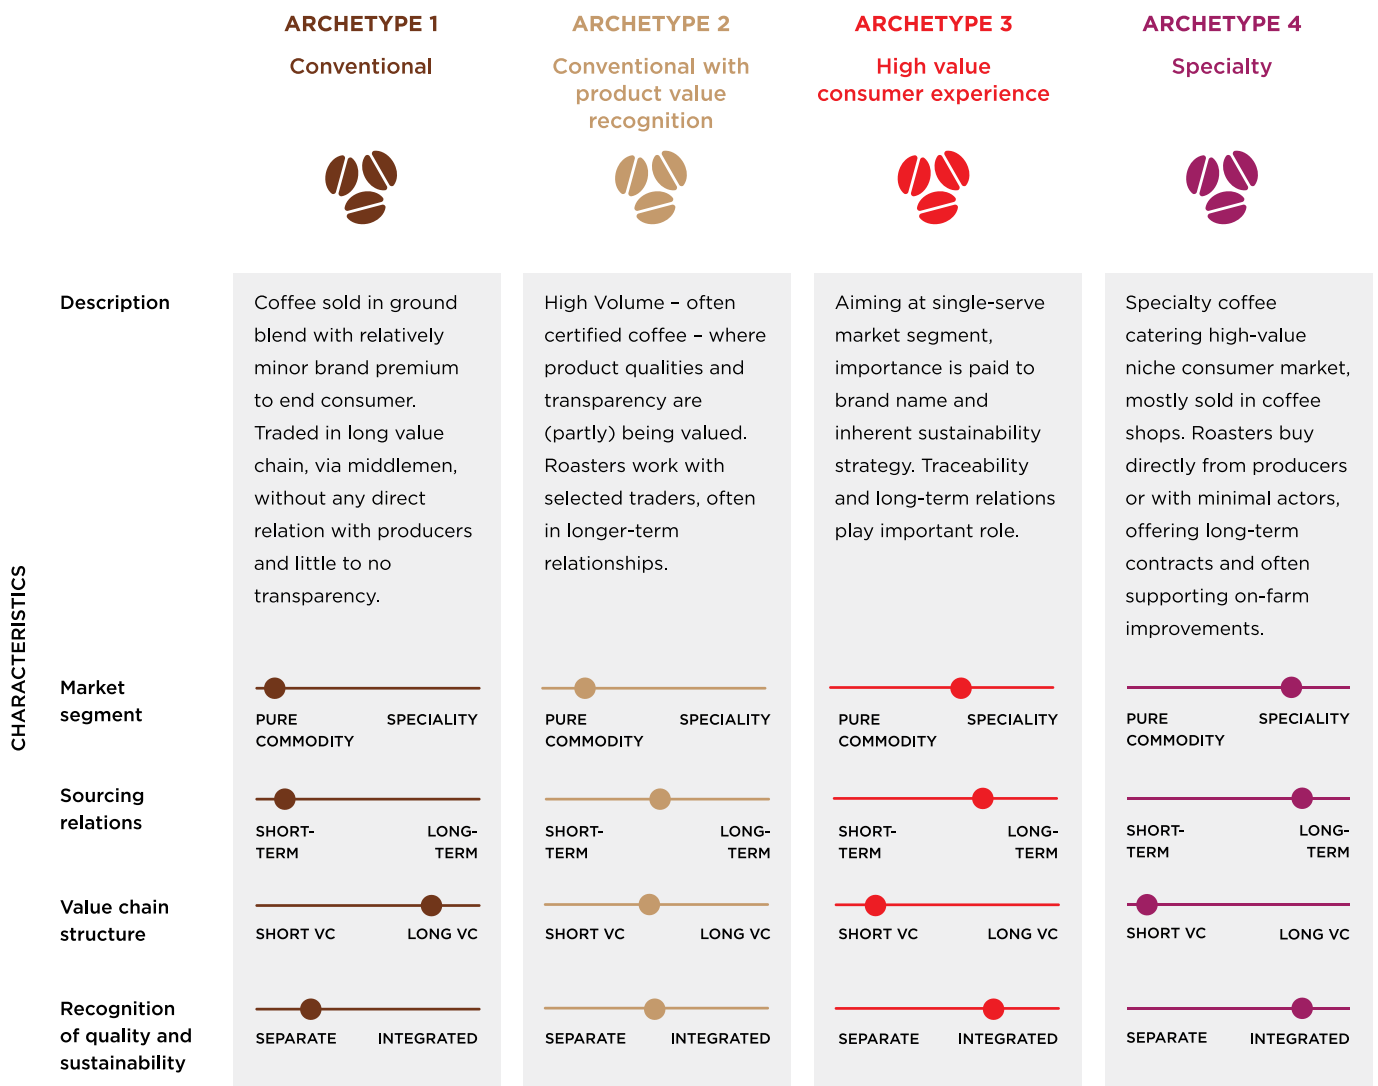 ARCHETYPE 1
Conventional
ARCHETYPE 2
Conventional with
product value
recognition
ARCHETYPE 3
High value
consumer experience
ARCHETYPE 4
Specialty
CHARACTERISTICS
Description
Coffee sold in ground
blend with relatively
minor brand premium
to end consumer.
Traded in long value
chain, via middlemen,
without any direct
relation with producers
and little to no
transparency.
High Volume – often
certified coffee – where
product qualities and
transparency are
(partly) being valued.
Roasters work with
selected traders, often
in longer-term
relationships.
Aiming at single-serve
market segment,
importance is paid to
brand name and
inherent sustainability
strategy. Traceability
and long-term relations
play important role.
Specialty coffee
catering high-value
niche consumer market,
mostly sold in coffee
shops. Roasters buy
directly from producers
or with minimal actors,
offering long-term
contracts and often
supporting on-farm
improvements.
Market
segment
PURE
COMMODITY
SPECIALITY
PURE
COMMODITY
SPECIALITY
PURE
COMMODITY
SPECIALITY
PURE
COMMODITY
SPECIALITY
Sourcing
relations
SHORT-
TERM
LONG-
TERM
SHORT-
TERM
LONG-
TERM
SHORT-
TERM
LONG-
TERM
SHORT-
TERM
LONG-
TERM
Value chain
structure
SHORT VC
LONG VC
SHORT VC
LONG VC
SHORT VC
LONG VC
SHORT VC
LONG VC
Recognition
of quality and
sustainability
SEPARATE
INTEGRATED
SEPARATE
INTEGRATED
SEPARATE
INTEGRATED
SEPARATE
INTEGRATED